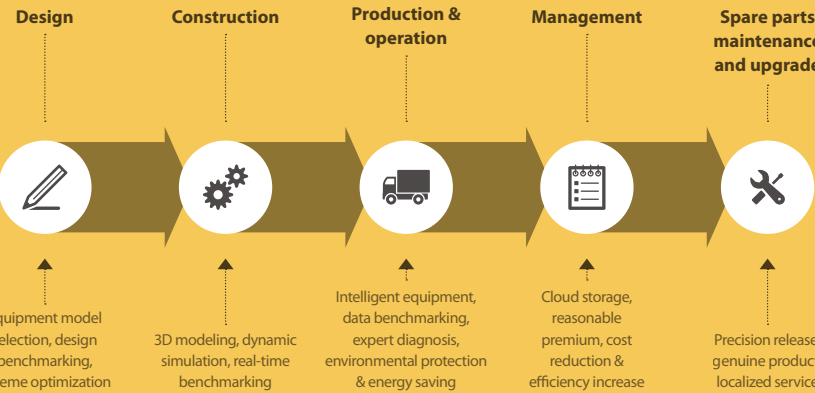 Design
Construction
Production &
operation
Management
Spare parts
maintenance
and upgrade
quipment model
election, design
benchmarking,
eme optimization
3D modeling, dynamic
simulation, real-time
benchmarking
Intelligent equipment,
data benchmarking,
expert diagnosis,
environmental protection
& energy saving
Cloud storage,
reasonable
premium, cost
reduction &
efficiency increase
Precision release
genuine product
localized service